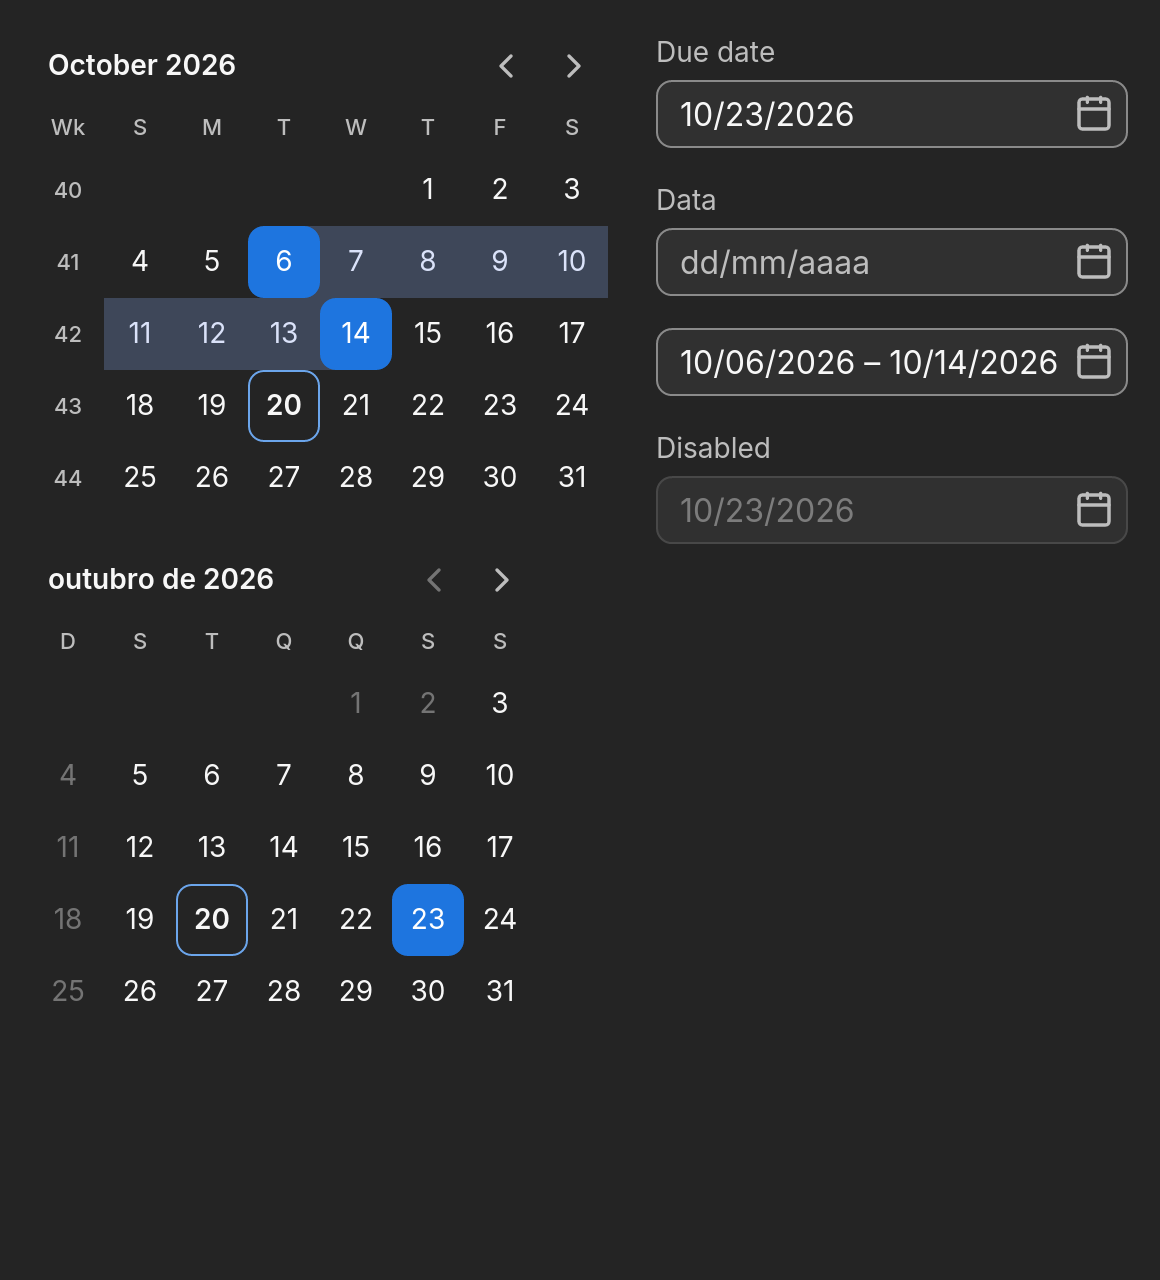 October 2026
Wk S M T W T F S
40 1 2 3
41 4 5 6 7 8 9 10
42 11 12 13 14 15 16 17
43 18 19 20 21 22 23 24
44 25 26 27 28 29 30 31
outubro de 2026
D S T Q Q S S
1 2 3
4 5 6 7 8 9 10
11 12 13 14 15 16 17
18 19 20 21 22 23 24
25 26 27 28 29 30 31
Due date
10/23/2026
Data
dd/mm/aaaa
10/06/2026 – 10/14/2026
Disabled
10/23/2026